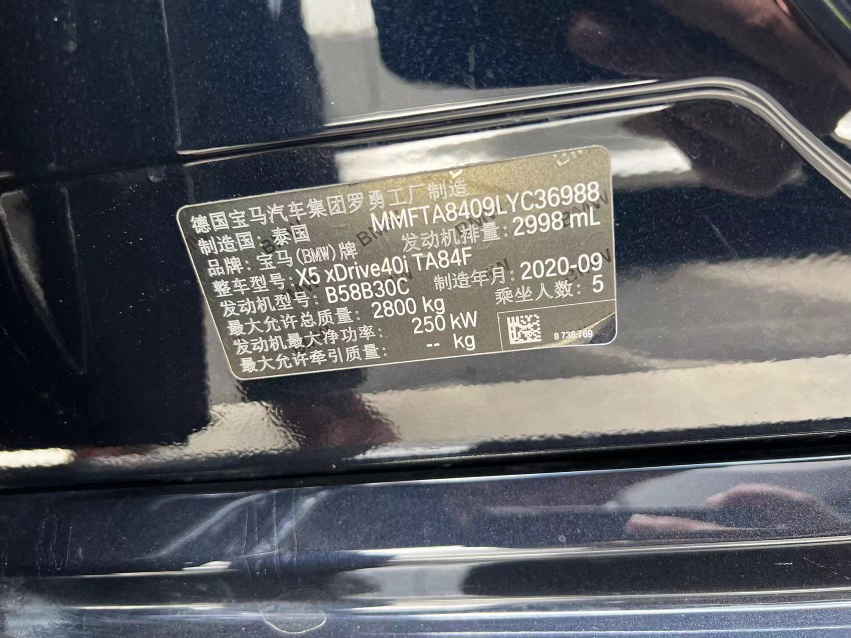 德国宝马汽车集团罗勇工厂制造
制造国: 泰国 MMFTA8409LYC36988
品牌: 宝马(BMW)牌 发动机排量: 2998mL
整车型号: X5 xDrive40i TA84F
发动机型号: B58B30C 制造年月: 2020-09
最大允许总质量: 2800 kg 乘坐人数: 5
发动机最大净功率: 250 kW
最大允许牵引质量: -- kg
8 738 769